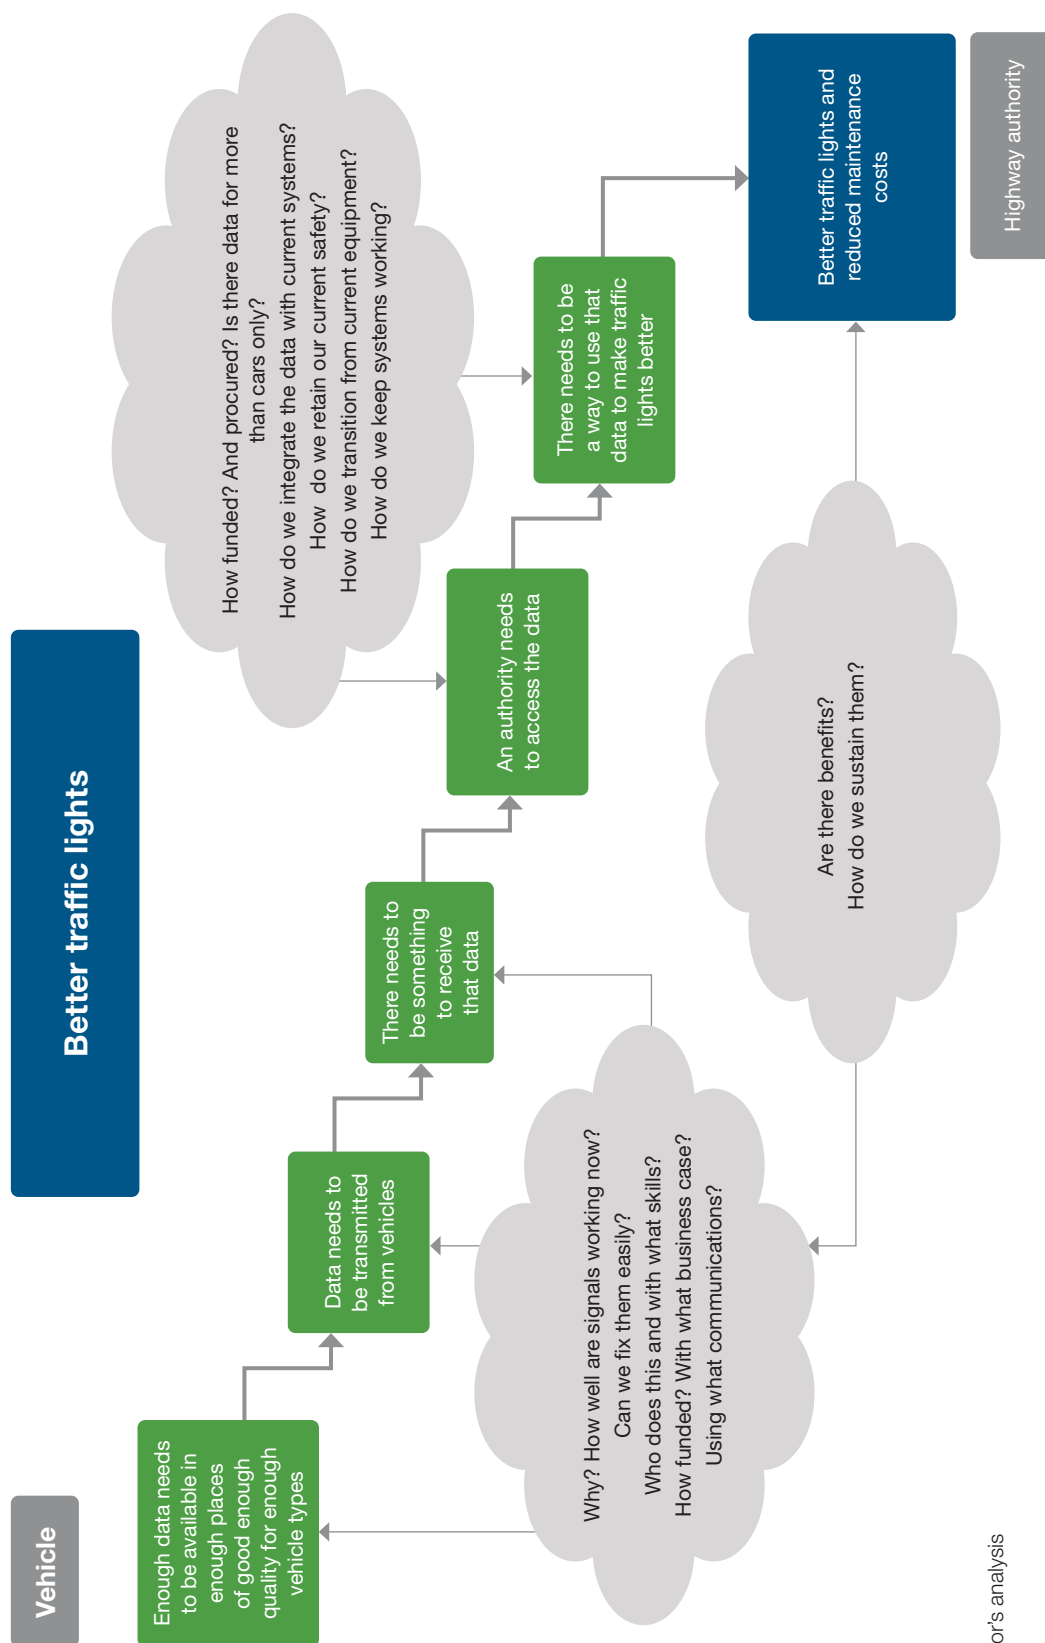 Better traffic lights
Vehicle
Enough data needs
to be available in
enough places
of good enough
quality for enough
vehicle types
Data needs to
be transmitted
from vehicles
There needs to
be something
to receive
that data
An authority needs
to access the data
There needs to be
a way to use that
data to make traffic
lights better
Better traffic lights and
reduced maintenance
costs
Highway authority
How funded? And procured? Is there data for more
than cars only?
How do we integrate the data with current systems?
How do we retain our current safety?
How do we transition from current equipment?
How do we keep systems working?
Why? How well are signals working now?
Can we fix them easily?
Who does this and with what skills?
How funded? With what business case?
Using what communications?
Are there benefits?
How do we sustain them?
or's analysis